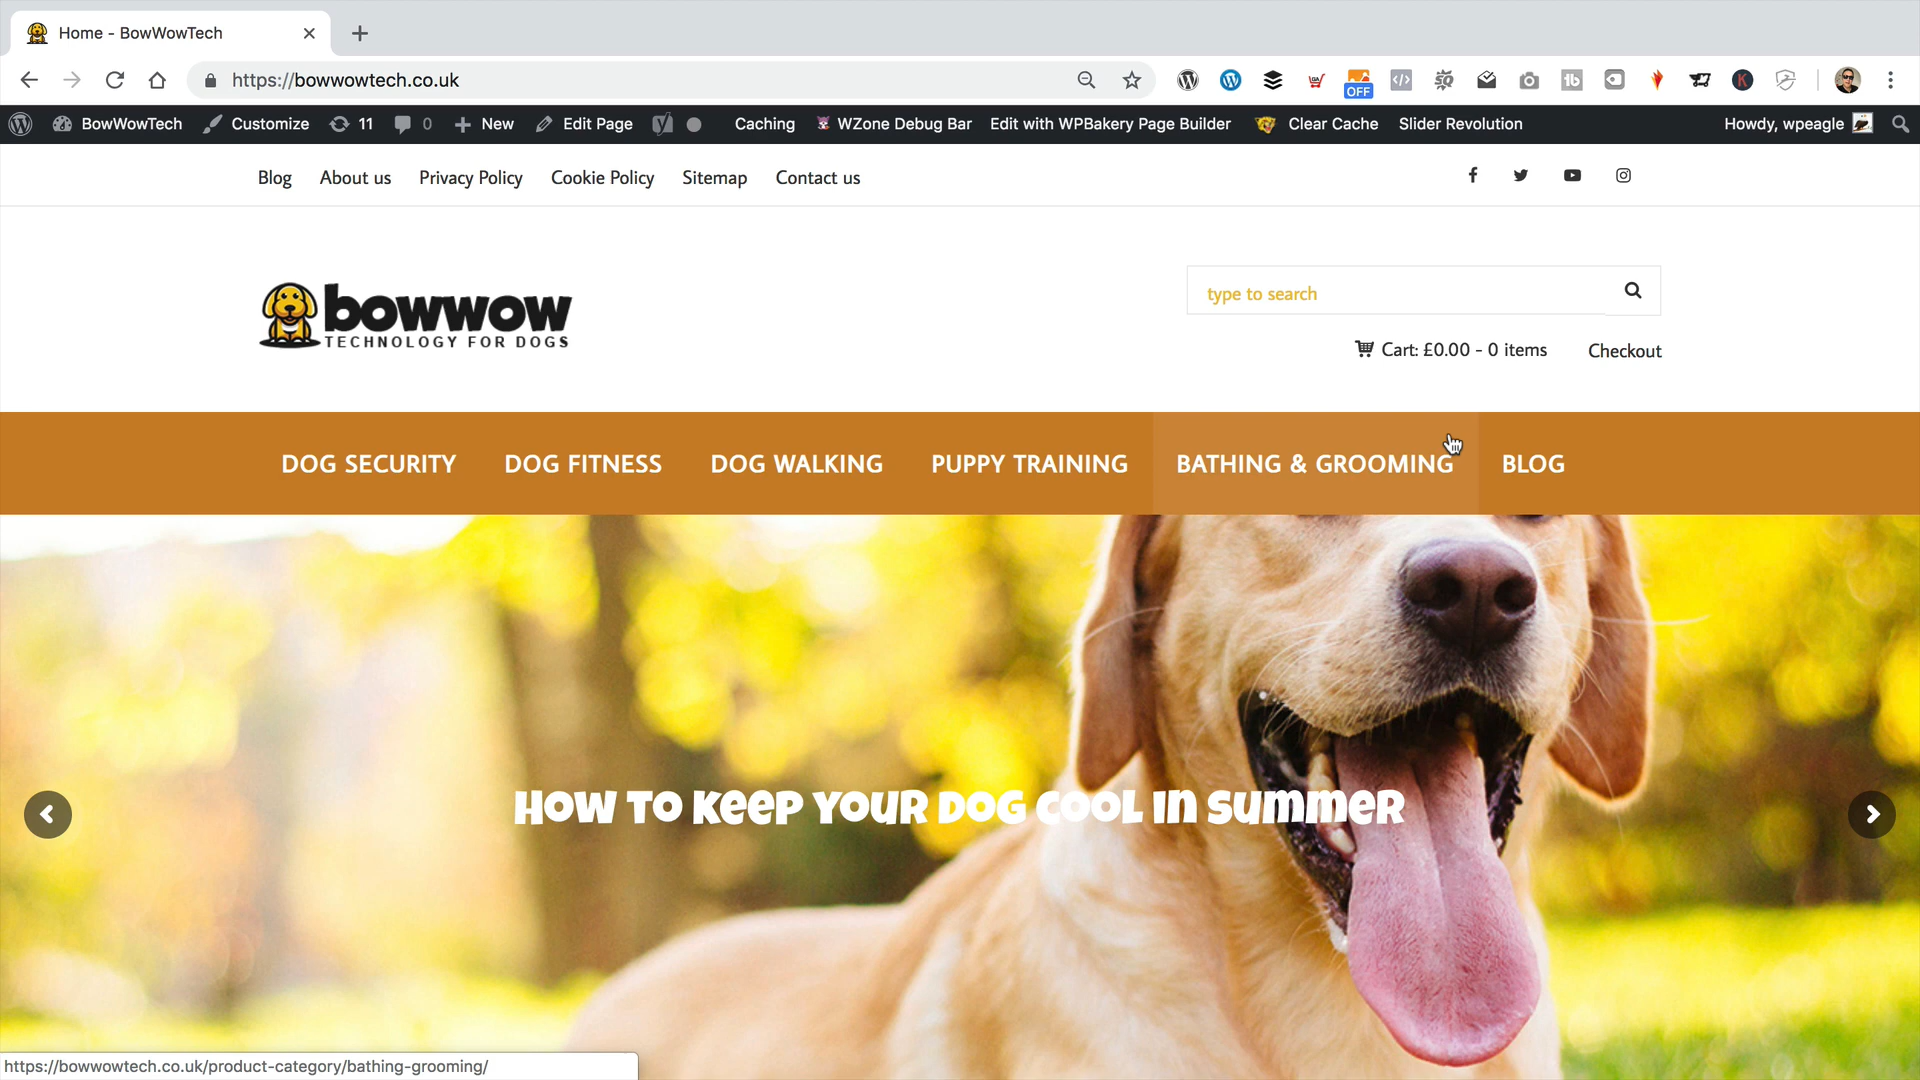 Home - BowWowTech
https://bowwowtech.co.uk
OFF
BowWowTech Customize 11 0 New Edit Page Caching WZone Debug Bar Edit with WPBakery Page Builder Clear Cache Slider Revolution Howdy, wpeagle
Blog About us Privacy Policy Cookie Policy Sitemap Contact us
bowwow
TECHNOLOGY FOR DOGS
type to search
Cart: £0.00 - 0 items Checkout
DOG SECURITY DOG FITNESS DOG WALKING PUPPY TRAINING BATHING & GROOMING BLOG
HOW TO KEEP YOUR DOG COOL IN SUMMER
https://bowwowtech.co.uk/product-category/bathing-grooming/